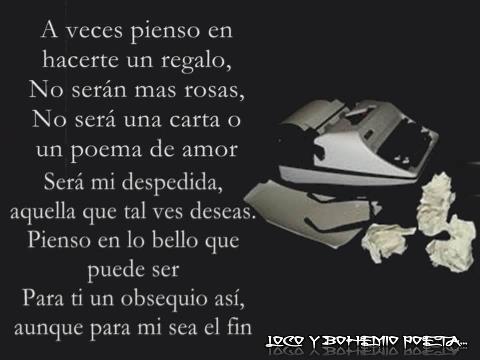 A veces pienso en
hacerte un regalo,
No serán mas rosas,
No será una carta o
un poema de amor
Será mi despedida,
aquella que tal ves deseas.
Pienso en lo bello que
puede ser
Para ti un obsequio así,
aunque para mi sea el fin
LOCO Y BOHEMIO POETA...